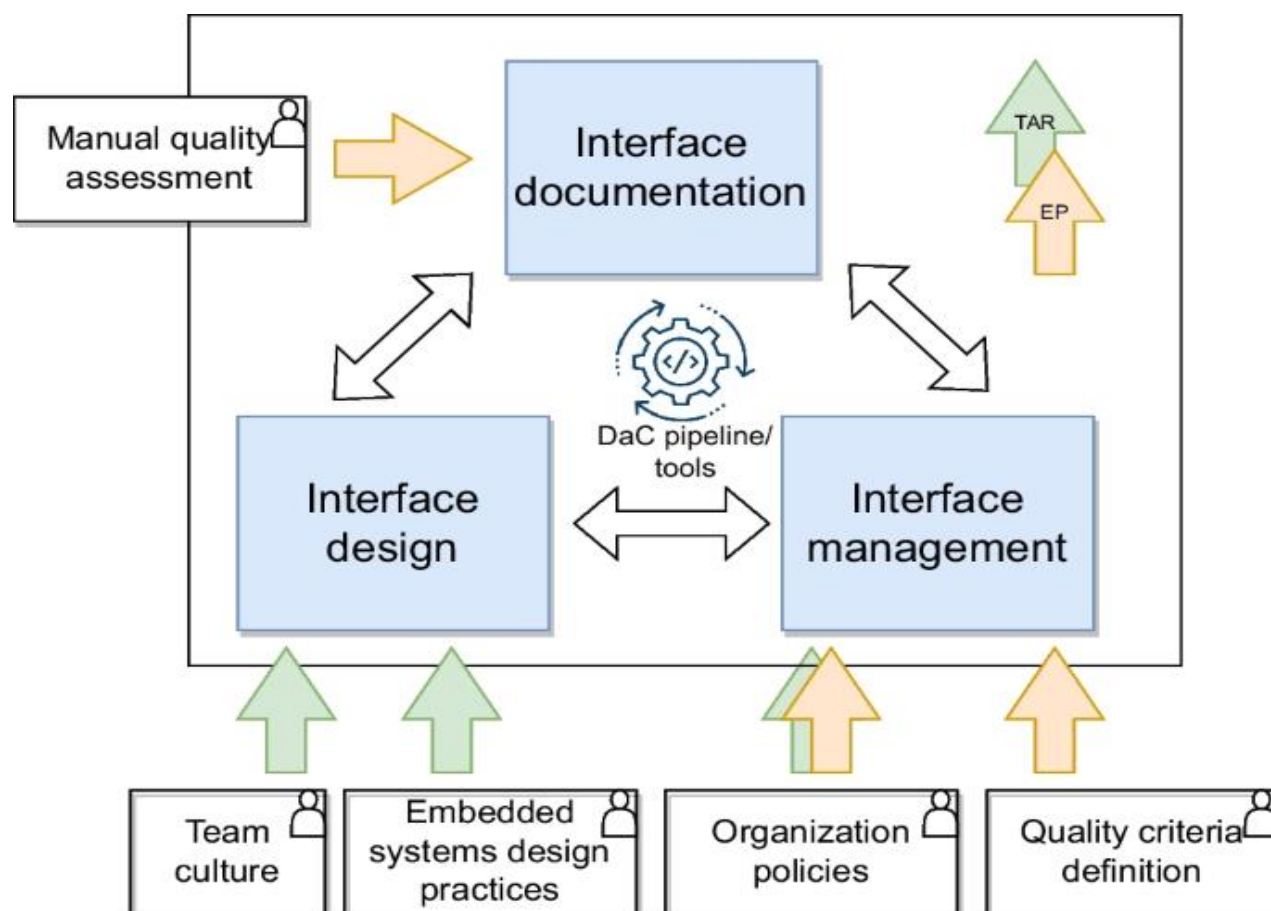 Manual quality
assessment
Interface
documentation
TAR
EP
</>
DaC pipeline/
tools
Interface
design
Interface
management
Team
culture
Embedded
systems design
practices
Organization
policies
Quality criteria
definition